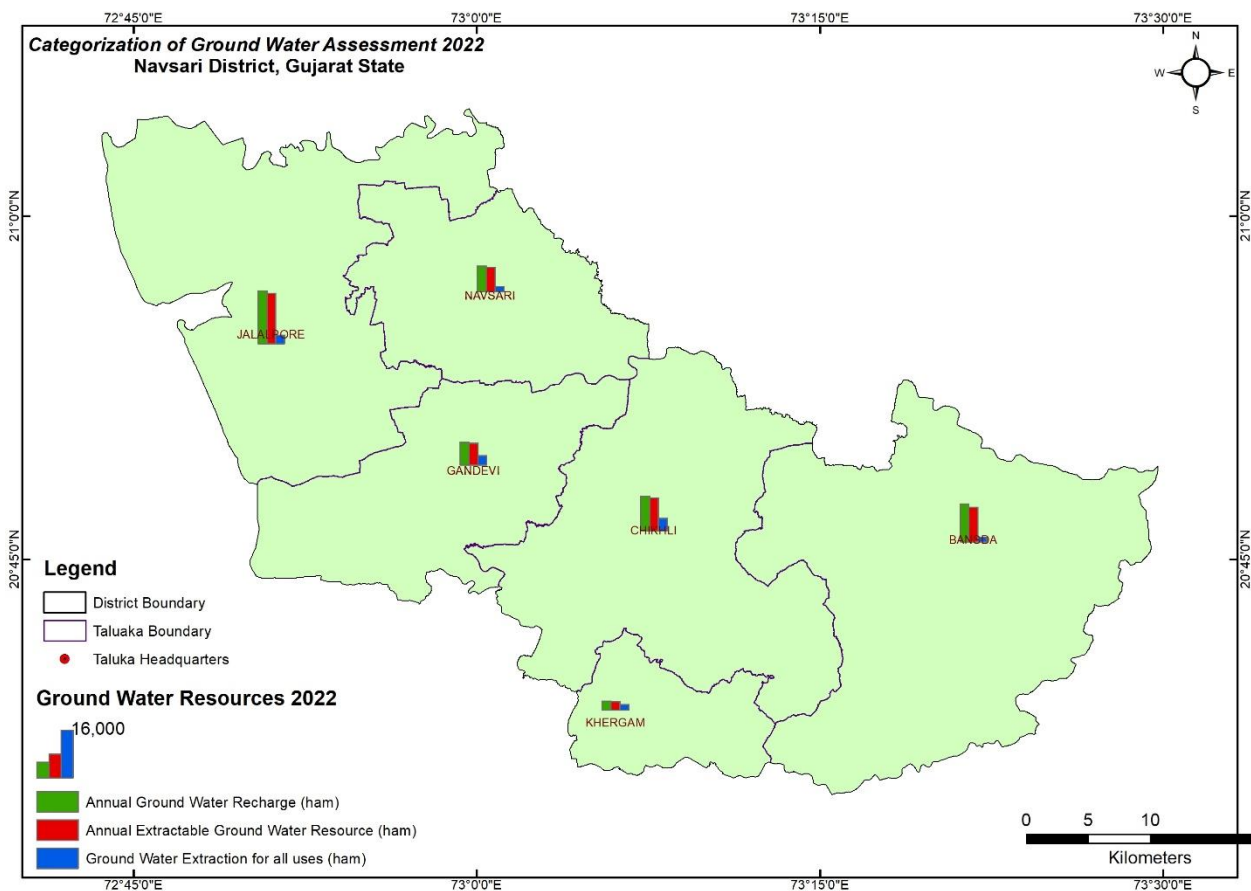 72°45'0"E
73°0'0"E
73°15'0"E
73°30'0"E
Categorization of Ground Water Assessment 2022
Navsari District, Gujarat State
N
W
E
S
21°0'0"N
21°0'0"N
NAVSARI
JALALPORE
GANDEVI
CHIKHLI
BANSDA
20°45'0"N
20°45'0"N
Legend
District Boundary
Taluaka Boundary
Taluka Headquarters
Ground Water Resources 2022
KHERGAM
16,000
Annual Ground Water Recharge (ham)
Annual Extractable Ground Water Resource (ham)
Ground Water Extraction for all uses (ham)
0 5 10
Kilometers
72°45'0"E
73°0'0"E
73°15'0"E
73°30'0"E